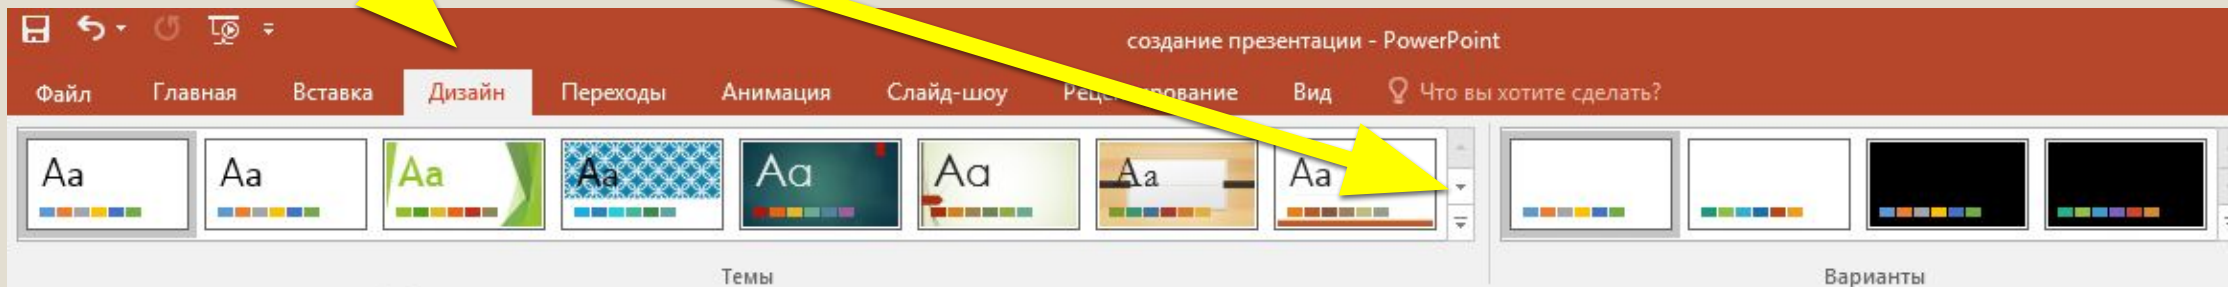 создание презентации - PowerPoint
Файл Главная Вставка Дизайн Переходы Анимация Слайд-шоу Рецензирование Вид Что вы хотите сделать?
Aa Aa Aa Aa Aa Aa Aa Aa
Темы Варианты